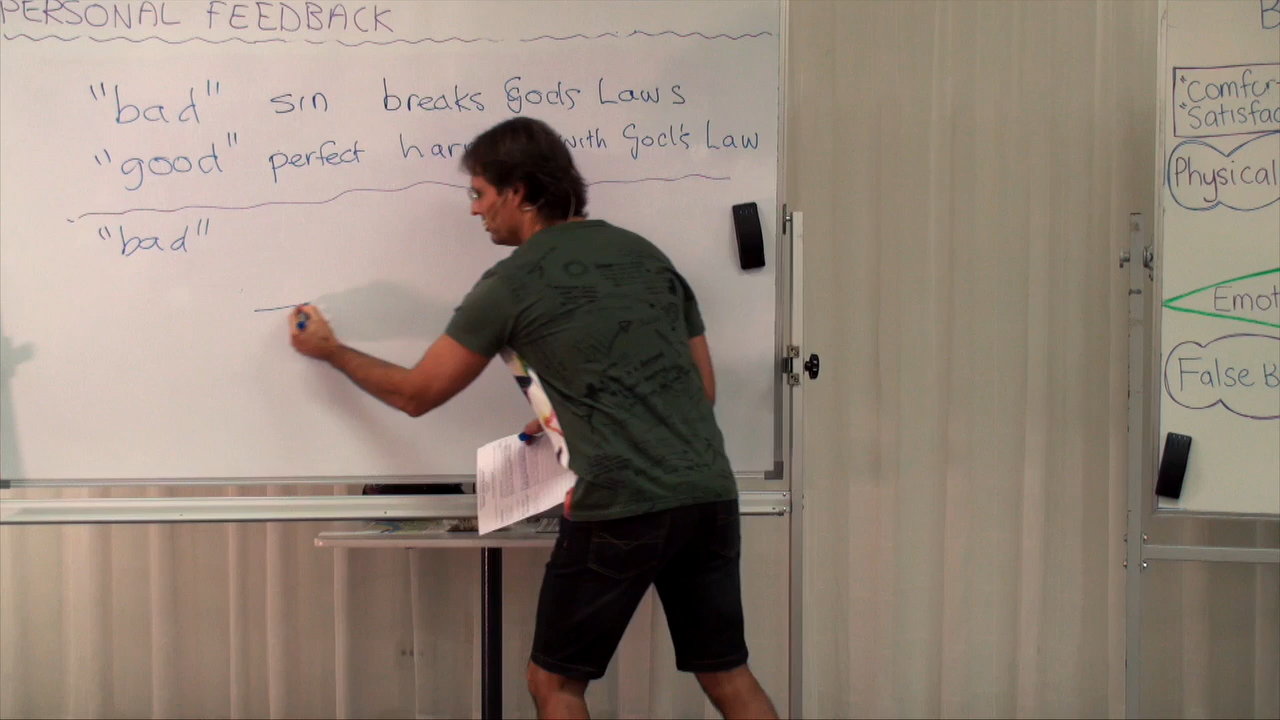 PERSONAL FEEDBACK
"bad" sin breaks Gods Laws
"good" perfect with God's Law
"bad"
"Comfor
"Satisfac
Physical
Emot
False B